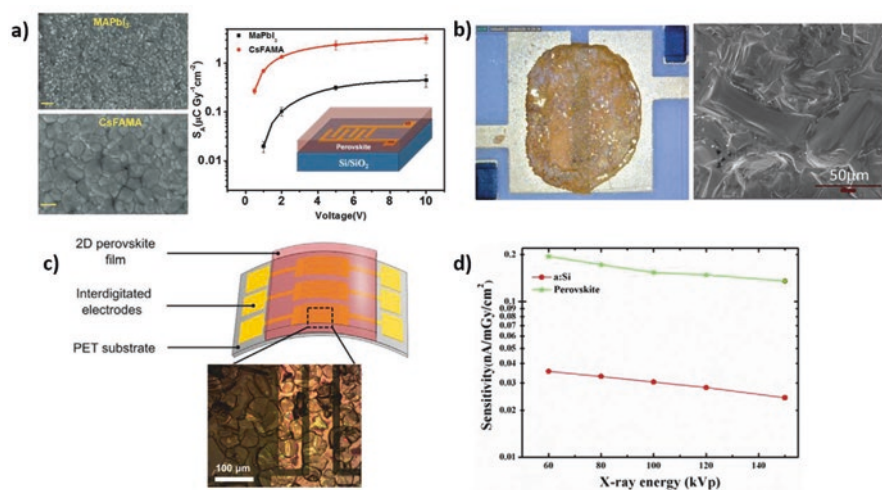 a)
MAPbI3
CsFAMA
SA(μC Gy-1cm-2)
10
1
0.1
0.01
MaPbI3
CsFAMA
Perovskite
Si/SiO2
0 2 4 6 8 10
Voltage(V)
b)
50μm
c)
2D perovskite
film
Interdigitated
electrodes
PET substrate
100 μm
d)
Sensitivity(nA/mGy/cm2)
0.2
0.1
0.09
0.08
0.07
0.06
0.05
0.04
0.03
0.02
0.01
a:Si
Perovskite
60 80 100 120 140
X-ray energy (kVp)